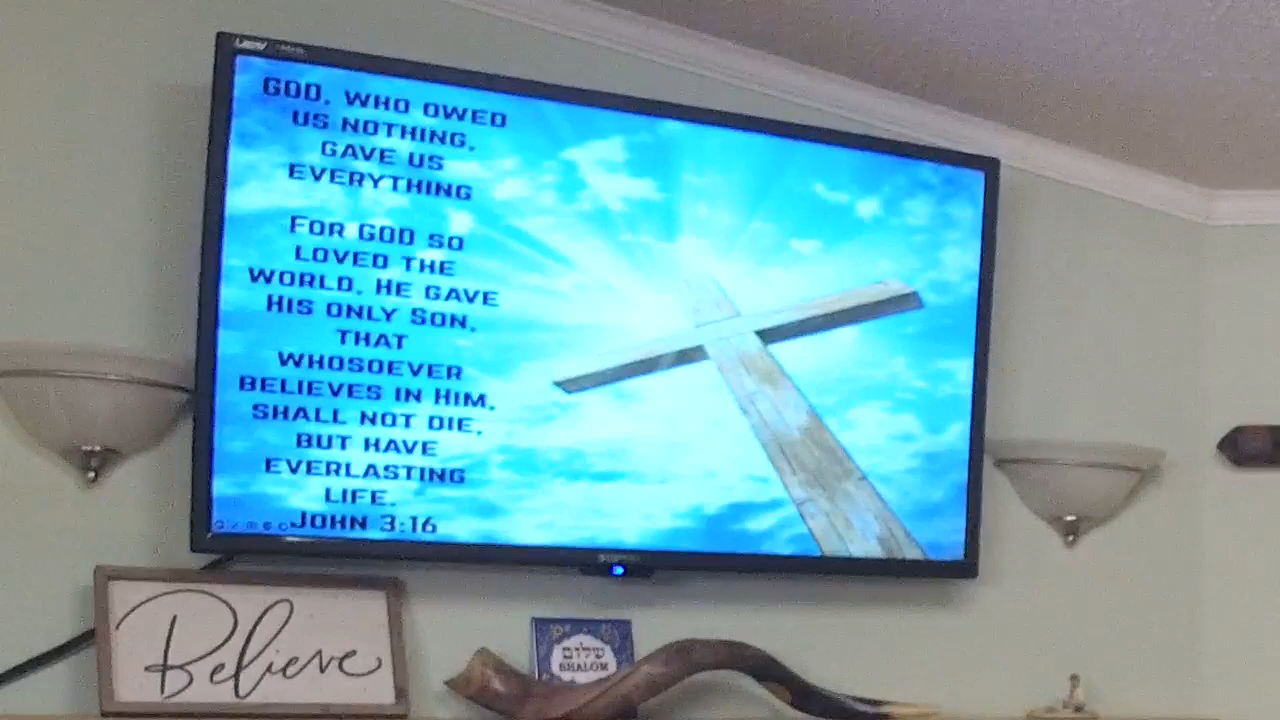 GOD, WHO OWED
US NOTHING,
GAVE US
EVERYTHING
FOR GOD SO
LOVED THE
WORLD, HE GAVE
HIS ONLY SON,
THAT
WHOSOEVER
BELIEVES IN HIM,
SHALL NOT DIE,
BUT HAVE
EVERLASTING
LIFE.
JOHN 3:16
Believe
שלום
SHALOM